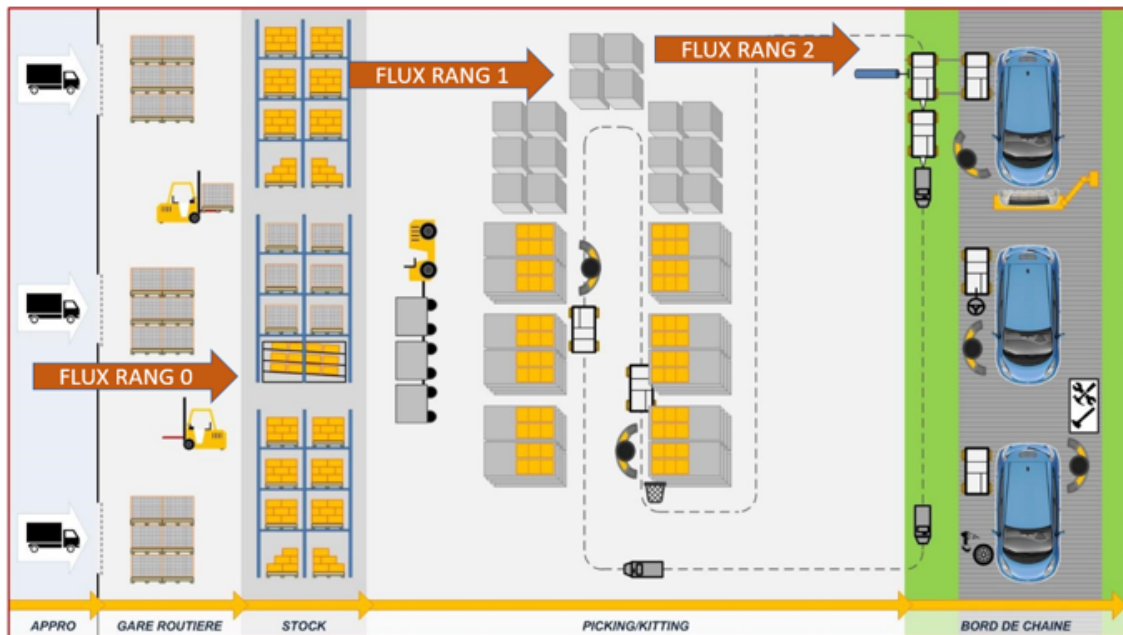 FLUX RANG 1
FLUX RANG 2
FLUX RANG 0
APPRO
GARE ROUTIERE
STOCK
PICKING/KITTING
BORD DE CHAINE